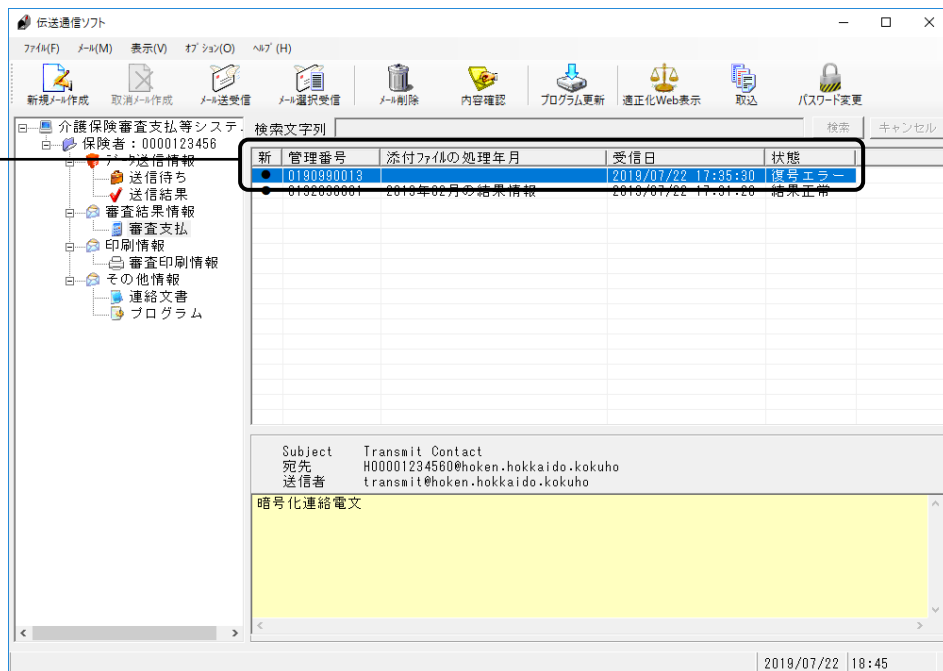 伝送通信ソフト
ファイル(F) メール(M) 表示(V) オプション(O) ヘルプ(H)
新規メール作成 取消メール作成 メール送受信 メール選択受信 メール削除 内容確認 プログラム更新 適正化Web表示 取込 パスワード変更
介護保険審査支払等システ
検索文字列 検索 キャンセル
保険者:0000123456
データ送信情報
送信待ち
送信結果
審査結果情報
審査支払
印刷情報
審査印刷情報
その他情報
連絡文書
プログラム
新 管理番号 添付ファイルの処理年月 受信日 状態
● 0190990013 2019/07/22 17:35:30 復号エラー
● 年02月の結果情報 結果正常
Subject Transmit Contact
宛先 H00001234560@hoken.hokkaido.kokuho
送信者 transmit@hoken.hokkaido.kokuho
暗号化連絡電文
2019/07/22 18:45